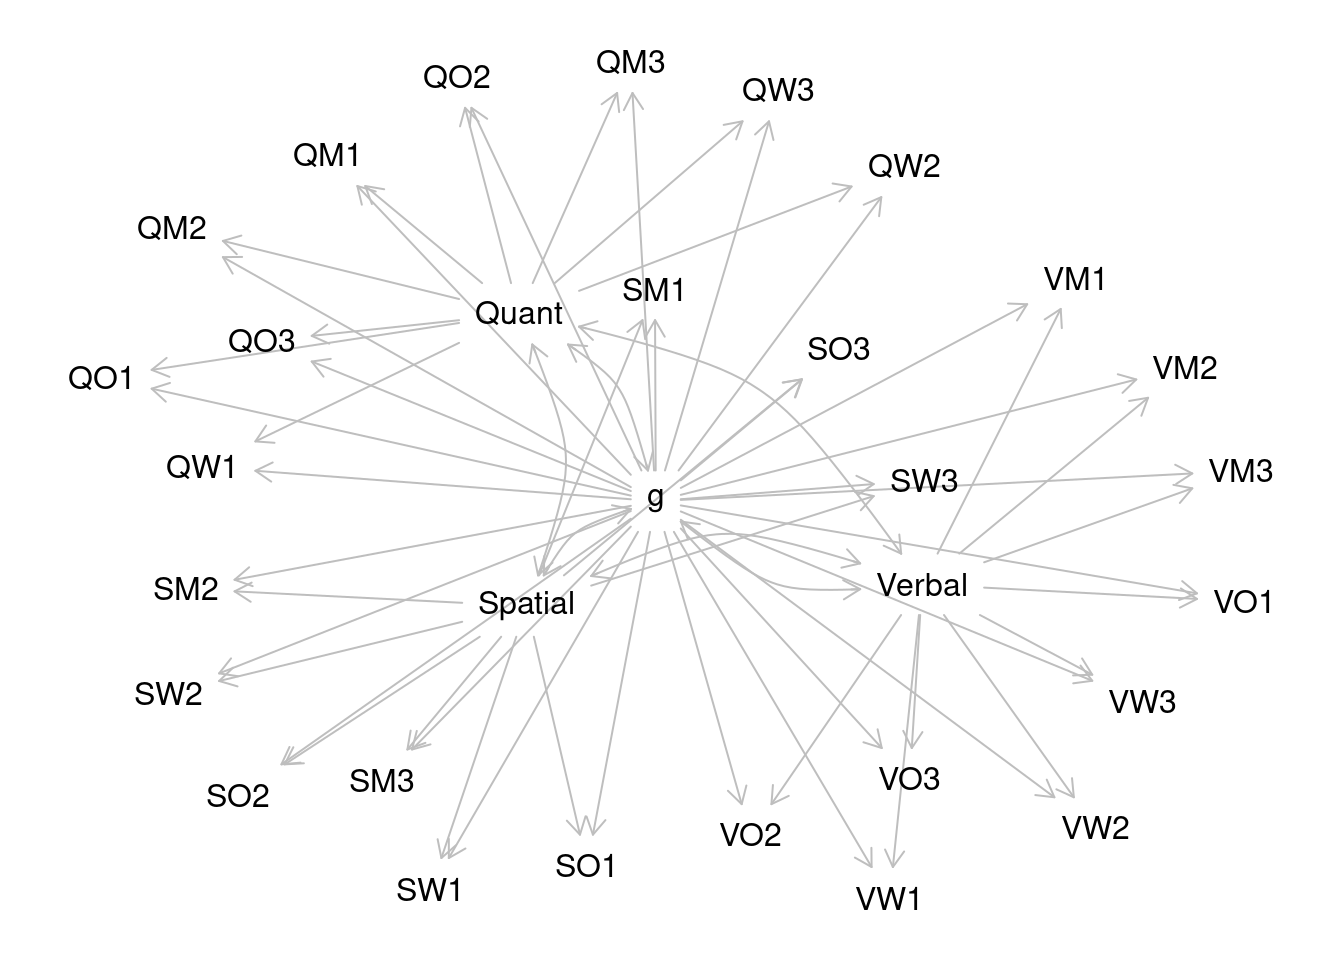 QM3
QO2
QW3
QM1
QW2
QM2
VM1
SM1
Quant
QO3
SO3
VM2
QO1
QW1
VM3
SW3
g
Verbal
SM2
Spatial
VO1
SW2
VW3
VO3
SM3
SO2
VW2
VO2
SO1
SW1
VW1